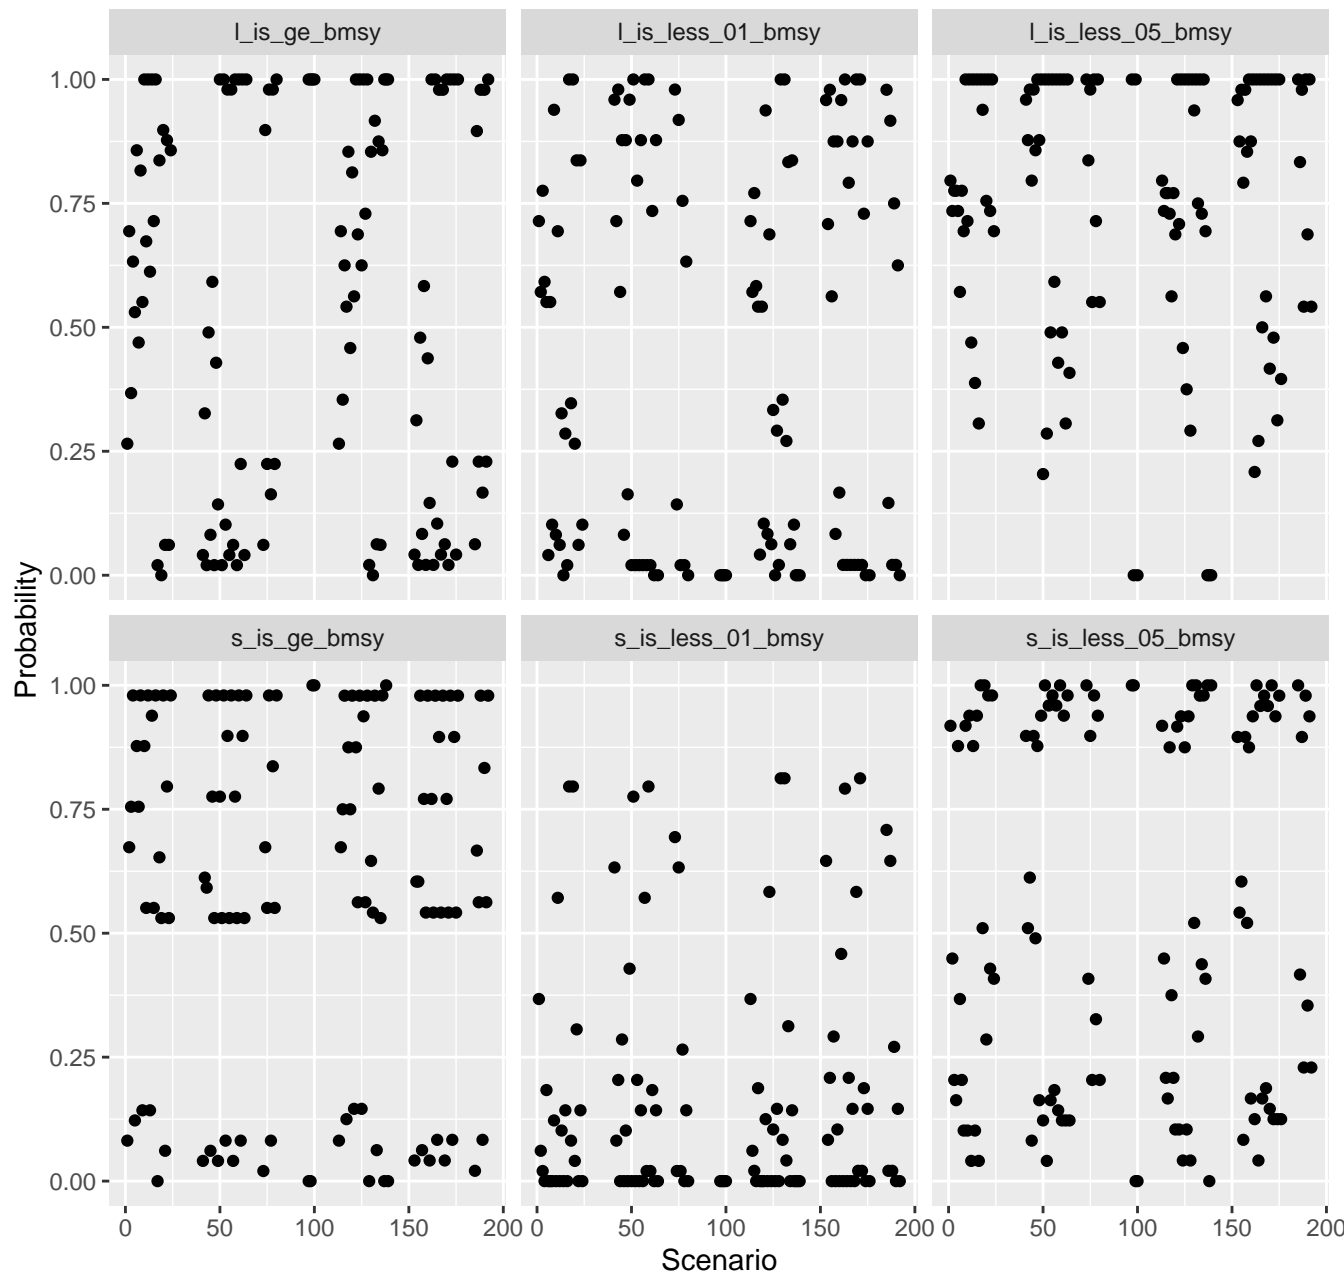 l_is_ge_bmsy l_is_less_01_bmsy l_is_less_05_bmsy
1.00
0.75
0.50
0.25
0.00
Probability
s_is_ge_bmsy s_is_less_01_bmsy s_is_less_05_bmsy
1.00
0.75
0.50
0.25
0.00
0 50 100 150 200 0 50 100 150 200 0 50 100 150 200
Scenario